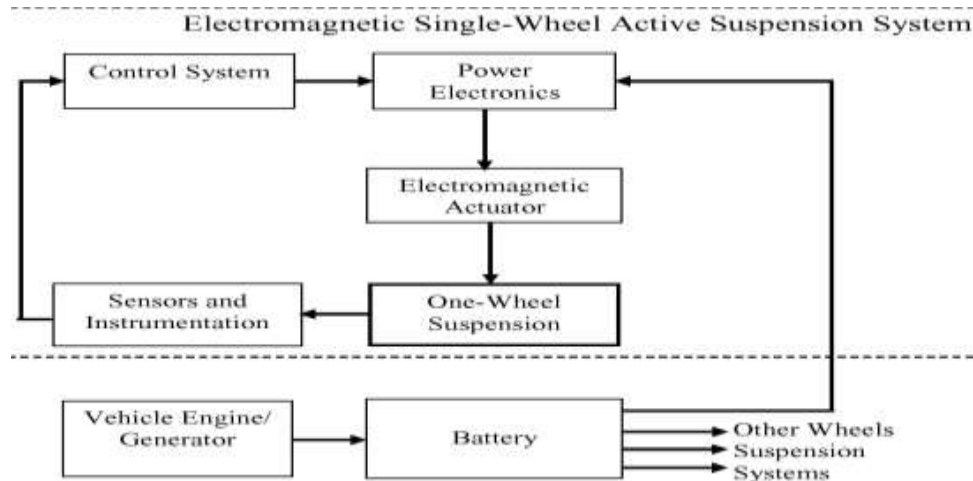 Electromagnetic Single-Wheel Active Suspension System
Control System
Power
Electronics
Electromagnetic
Actuator
Sensors and
Instrumentation
One-Wheel
Suspension
Vehicle Engine/
Generator
Battery
Other Wheels
Suspension
Systems